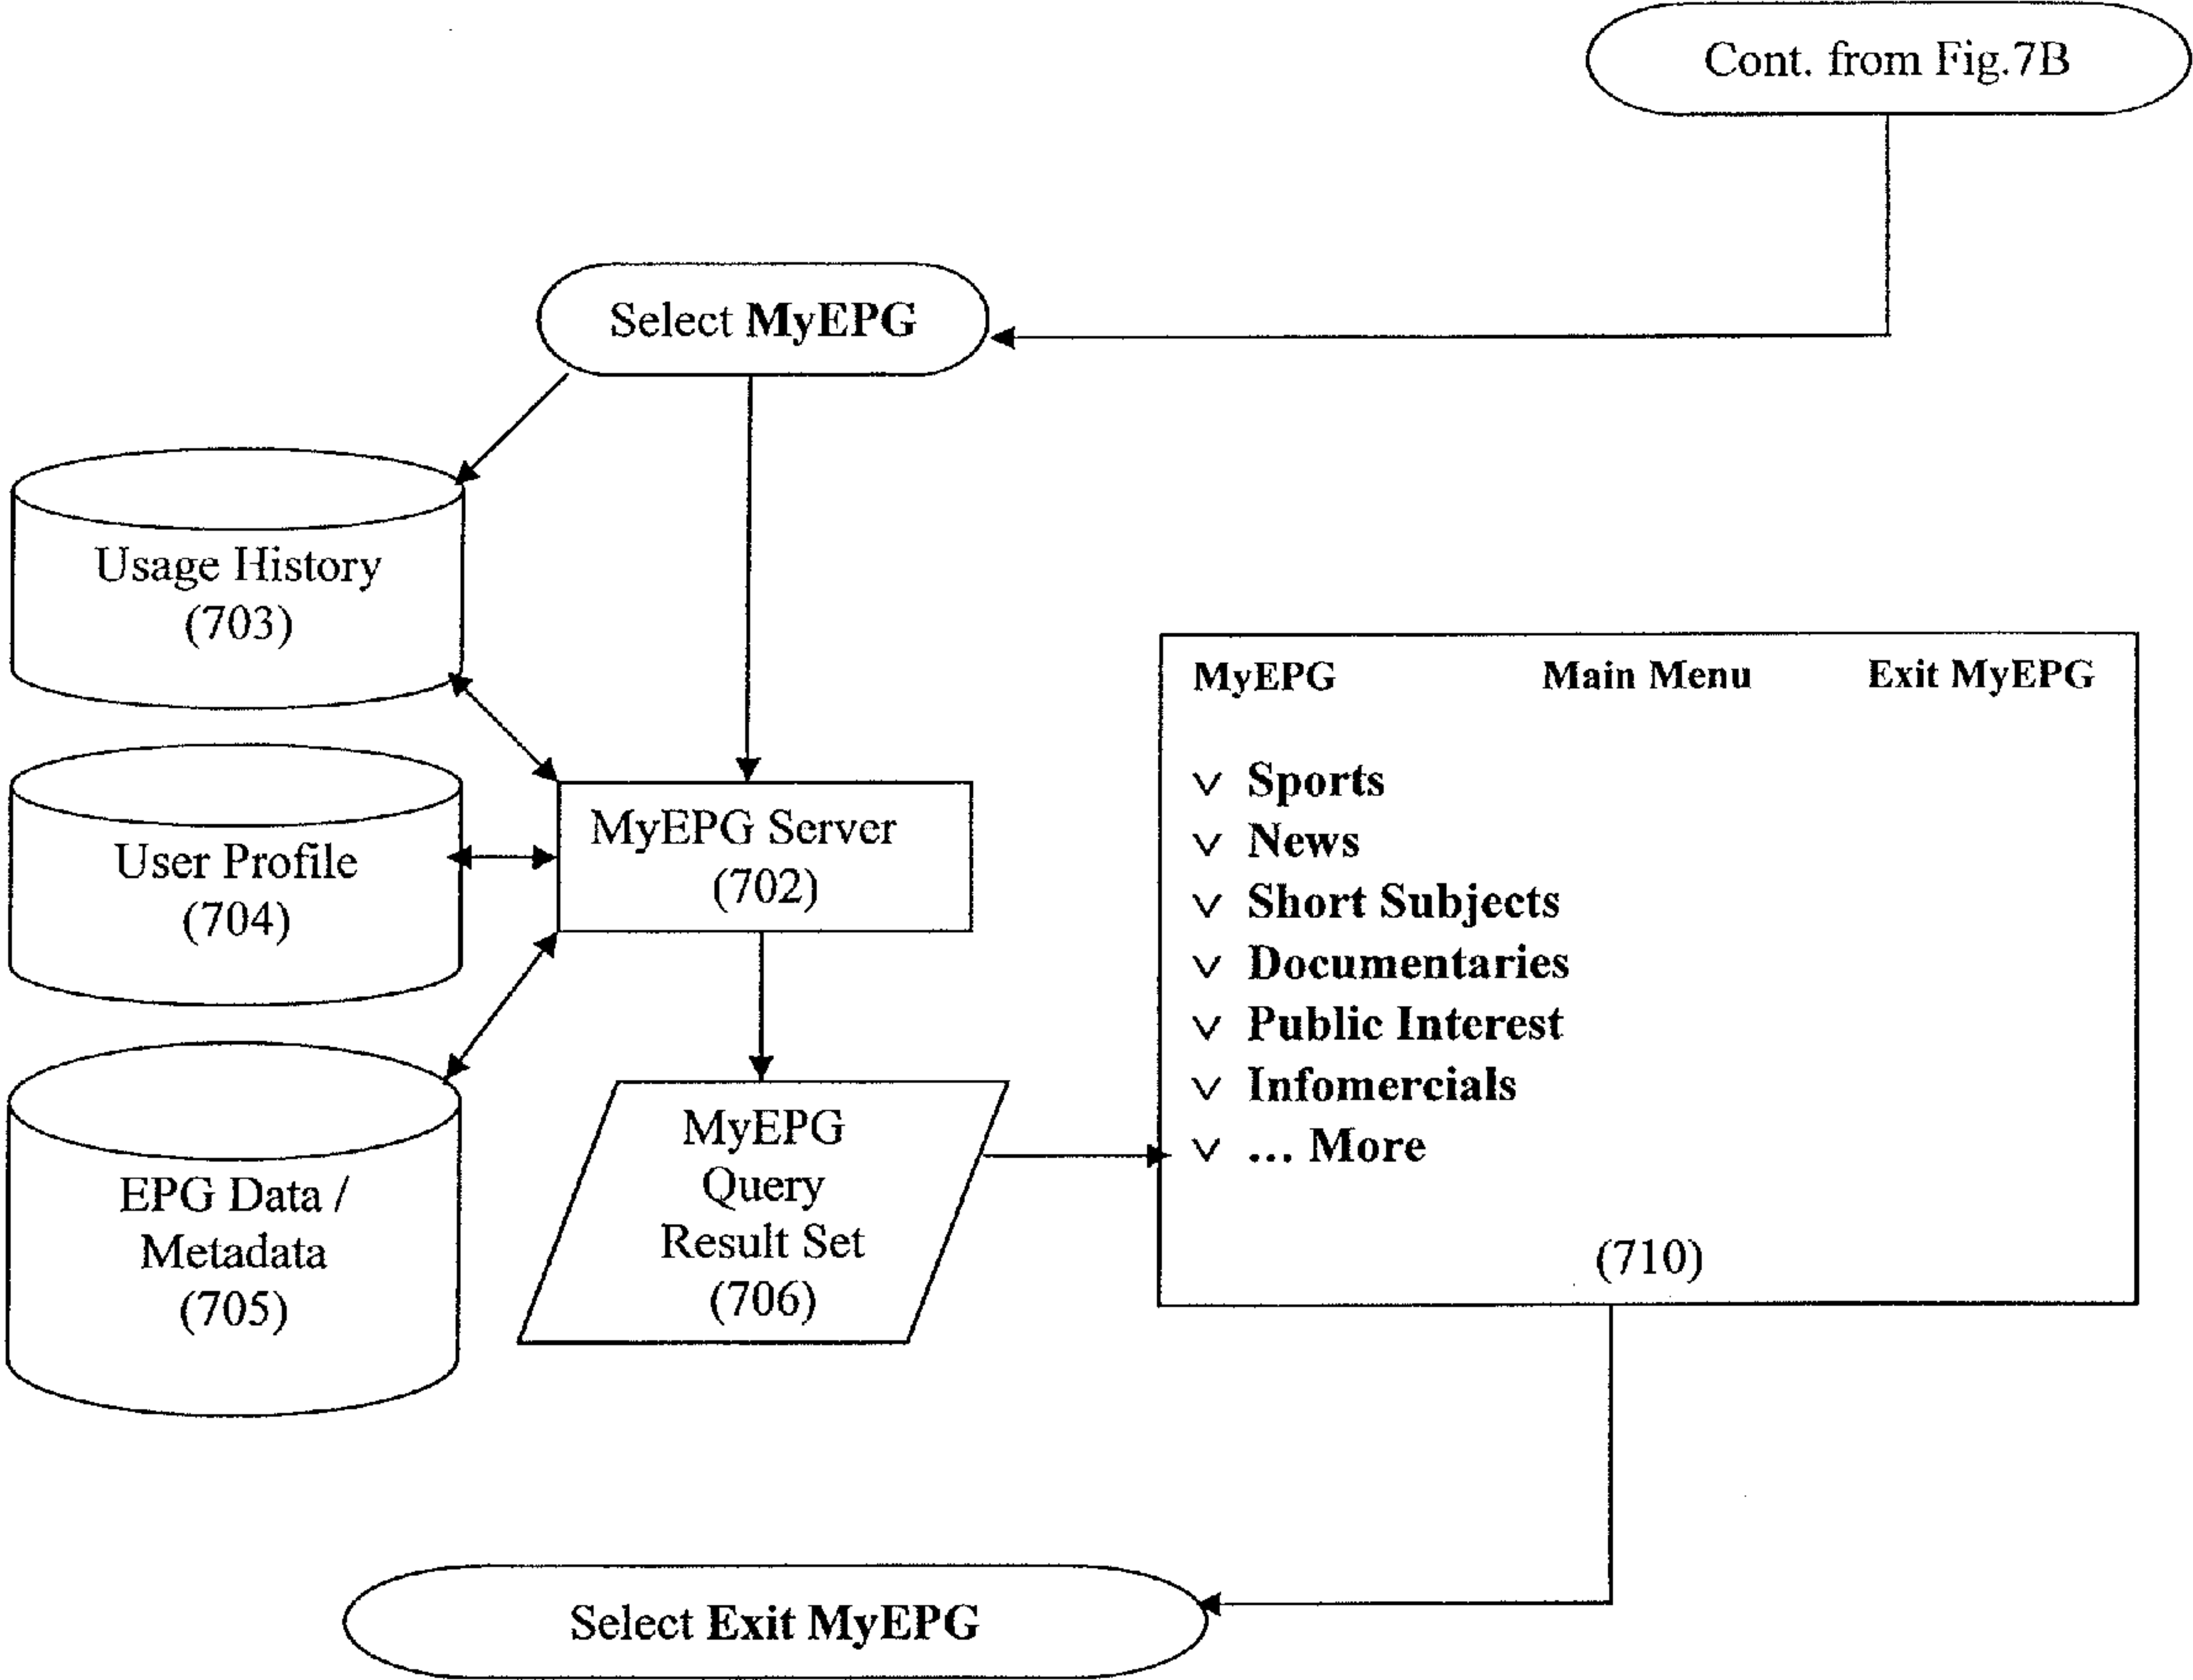 Cont. from Fig.7B
Select MyEPG
Usage History
(703)
User Profile
(704)
EPG Data /
Metadata
(705)
MyEPG Server
(702)
MyEPG
Query
Result Set
(706)
MyEPG Main Menu Exit MyEPG
v Sports
v News
v Short Subjects
v Documentaries
v Public Interest
v Infomercials
v ... More
(710)
Select Exit MyEPG